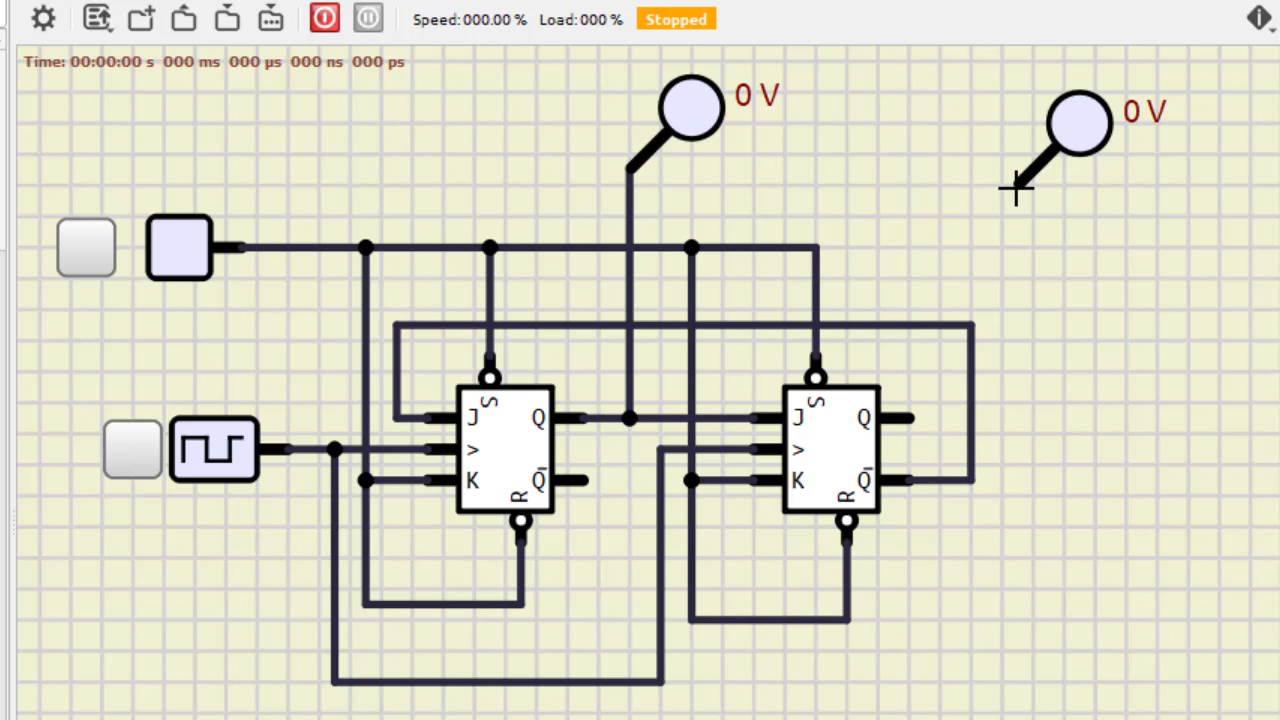 Speed: 000.00 % Load: 000 % Stopped
Time: 00:00:00 s 000 ms 000 µs 000 ns 000 ps
0 V
0 V
S
S
J Q
J Q
>
>
K Q̅
K Q̅
R
R